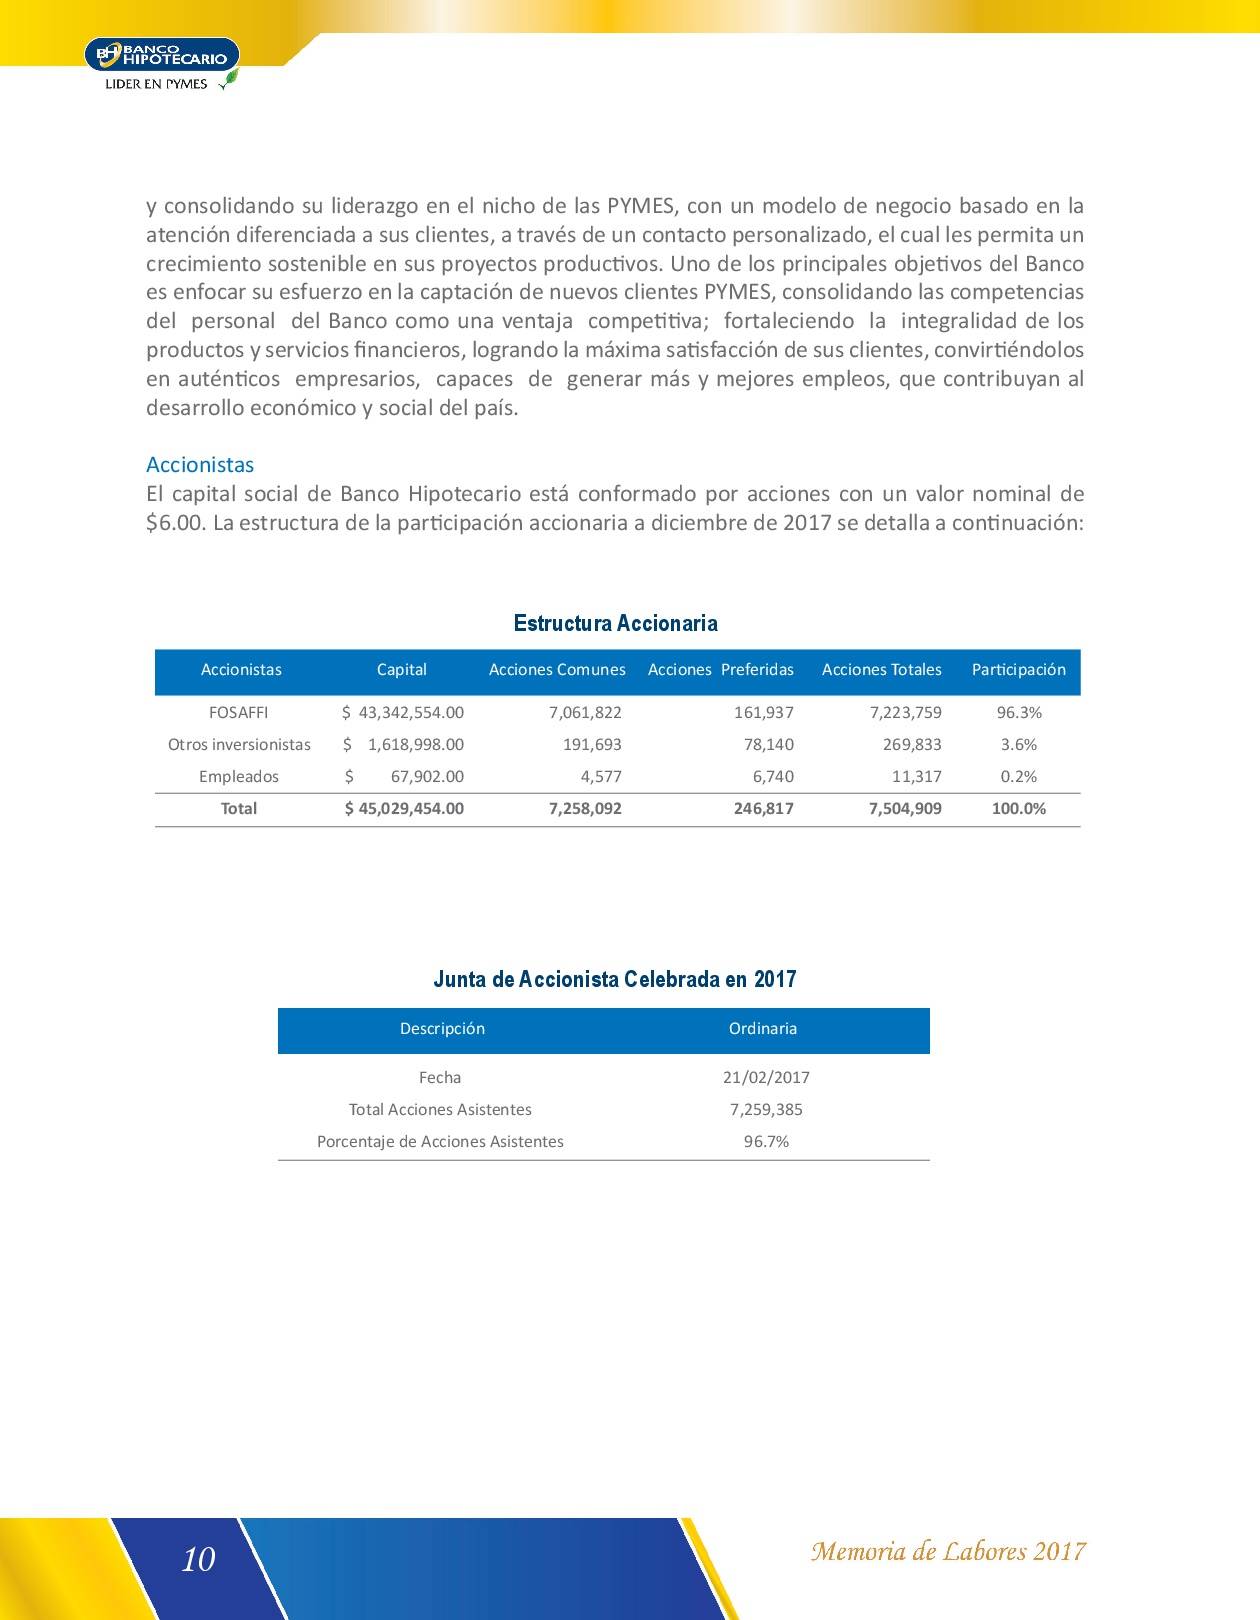 BH BANCO
HIPOTECARIO
LIDER EN PYMES
y consolidando su liderazgo en el nicho de las PYMES, con un modelo de negocio basado en la
atención diferenciada a sus clientes, a través de un contacto personalizado, el cual les permita un
crecimiento sostenible en sus proyectos productivos. Uno de los principales objetivos del Banco
es enfocar su esfuerzo en la captación de nuevos clientes PYMES, consolidando las competencias
del personal del Banco como una ventaja competitiva; fortaleciendo la integralidad de los
productos y servicios financieros, logrando la máxima satisfacción de sus clientes, convirtiéndolos
en auténticos empresarios, capaces de generar más y mejores empleos, que contribuyan al
desarrollo económico y social del país.
Accionistas
El capital social de Banco Hipotecario está conformado por acciones con un valor nominal de
$6.00. La estructura de la participación accionaria a diciembre de 2017 se detalla a continuación:
Estructura Accionaria
Accionistas Capital Acciones Comunes Acciones Preferidas Acciones Totales Participación
FOSAFFI $ 43,342,554.00 7,061,822 161,937 7,223,759 96.3%
Otros inversionistas $ 1,618,998.00 191,693 78,140 269,833 3.6%
Empleados $ 67,902.00 4,577 6,740 11,317 0.2%
Total $ 45,029,454.00 7,258,092 246,817 7,504,909 100.0%
Junta de Accionista Celebrada en 2017
Descripción Ordinaria
Fecha 21/02/2017
Total Acciones Asistentes 7,259,385
Porcentaje de Acciones Asistentes 96.7%
10 Memoria de Labores 2017